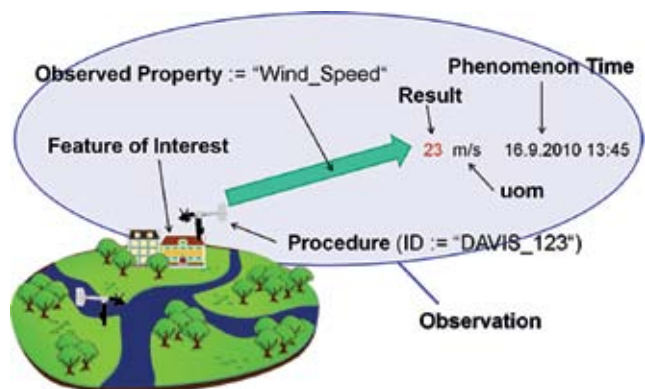 Phenomenon Time
Observed Property := “Wind_Speed“
Result
Feature of Interest
23 m/s 16.9.2010 13:45
uom
Procedure (ID := “DAVIS_123“)
Observation